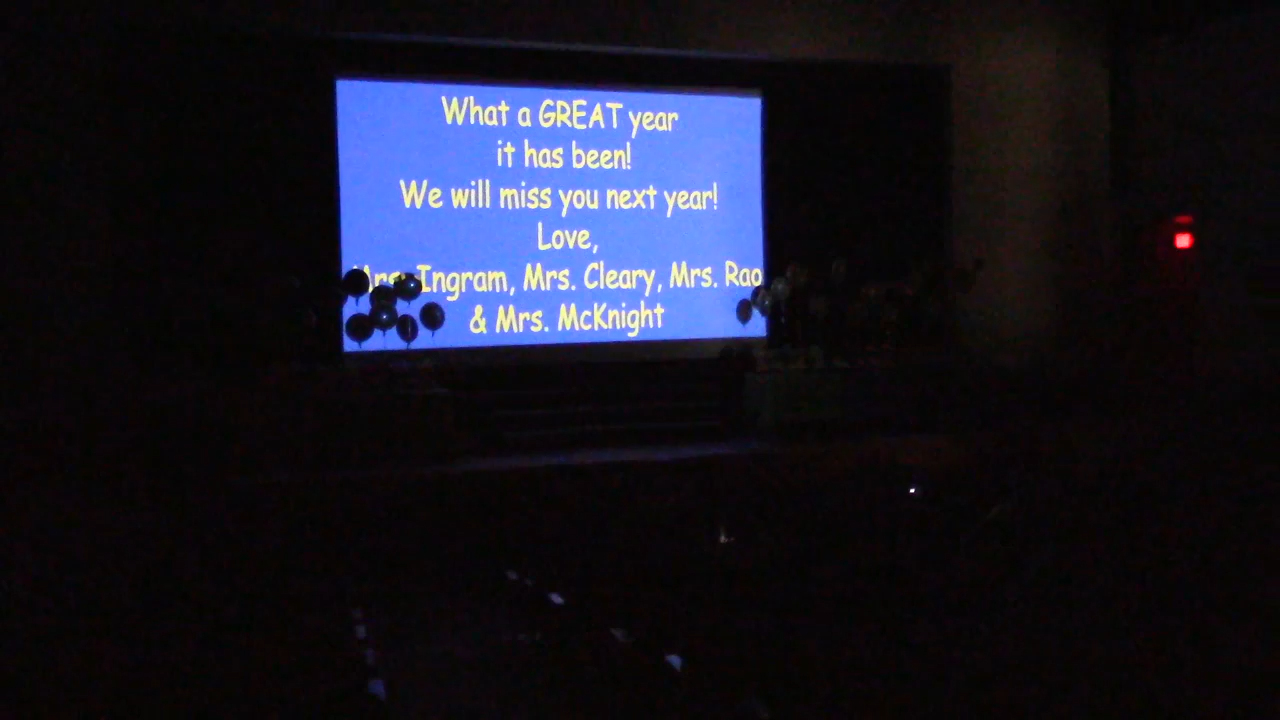 What a GREAT year
it has been!
We will miss you next year!
Love,
Mrs. Ingram, Mrs. Cleary, Mrs. Rao
& Mrs. McKnight